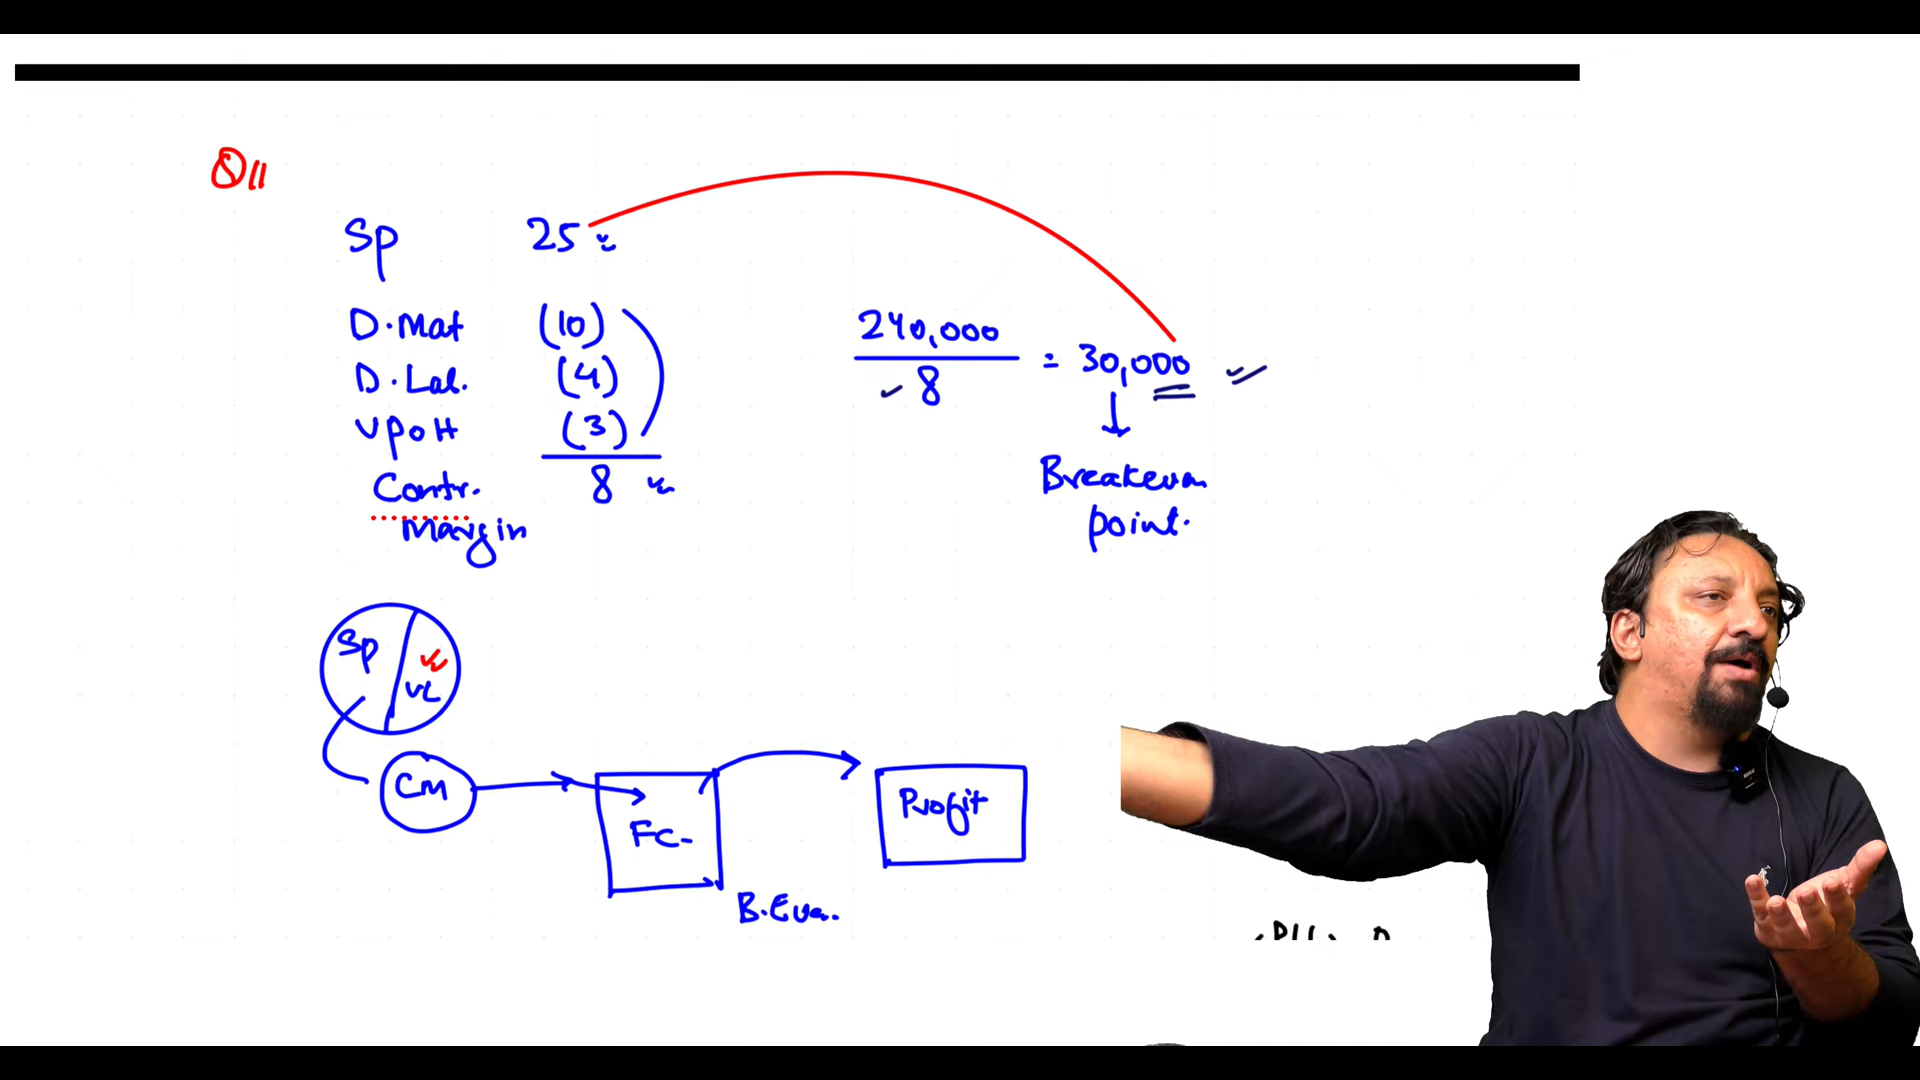 Q11
Sp 25
D.Mat (10)
D.Lab. (4)
VPOH (3)
Contr. 8
Margin
240,000
8
= 30,000
Breakeven
point.
Sp
VC
CM
FC-
Profit
B.Even.